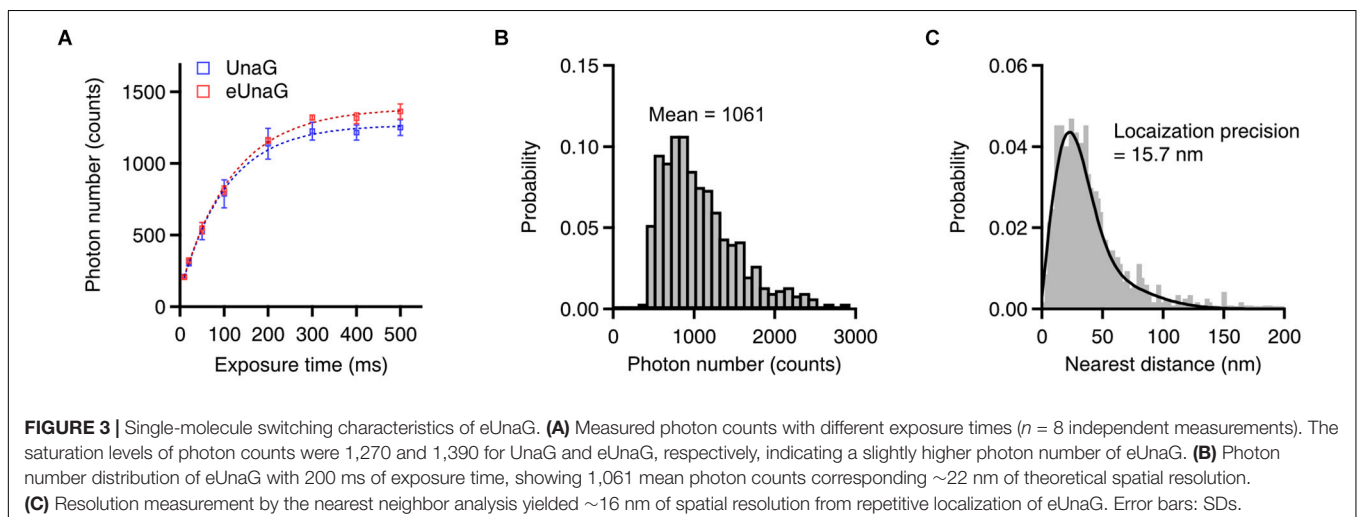 A
UnaG
eUnaG
1500
1000
500
0
Photon number (counts)
0 100 200 300 400 500
Exposure time (ms)
B
Mean = 1061
0.15
0.10
0.05
0.00
Probability
0 1000 2000 3000
Photon number (counts)
C
Locaization precision
= 15.7 nm
0.06
0.04
0.02
0.00
Probability
0 50 100 150 200
Nearest distance (nm)
FIGURE 3 | Single-molecule switching characteristics of eUnaG. (A) Measured photon counts with different exposure times (n = 8 independent measurements). The
saturation levels of photon counts were 1,270 and 1,390 for UnaG and eUnaG, respectively, indicating a slightly higher photon number of eUnaG. (B) Photon
number distribution of eUnaG with 200 ms of exposure time, showing 1,061 mean photon counts corresponding ~22 nm of theoretical spatial resolution.
(C) Resolution measurement by the nearest neighbor analysis yielded ~16 nm of spatial resolution from repetitive localization of eUnaG. Error bars: SDs.